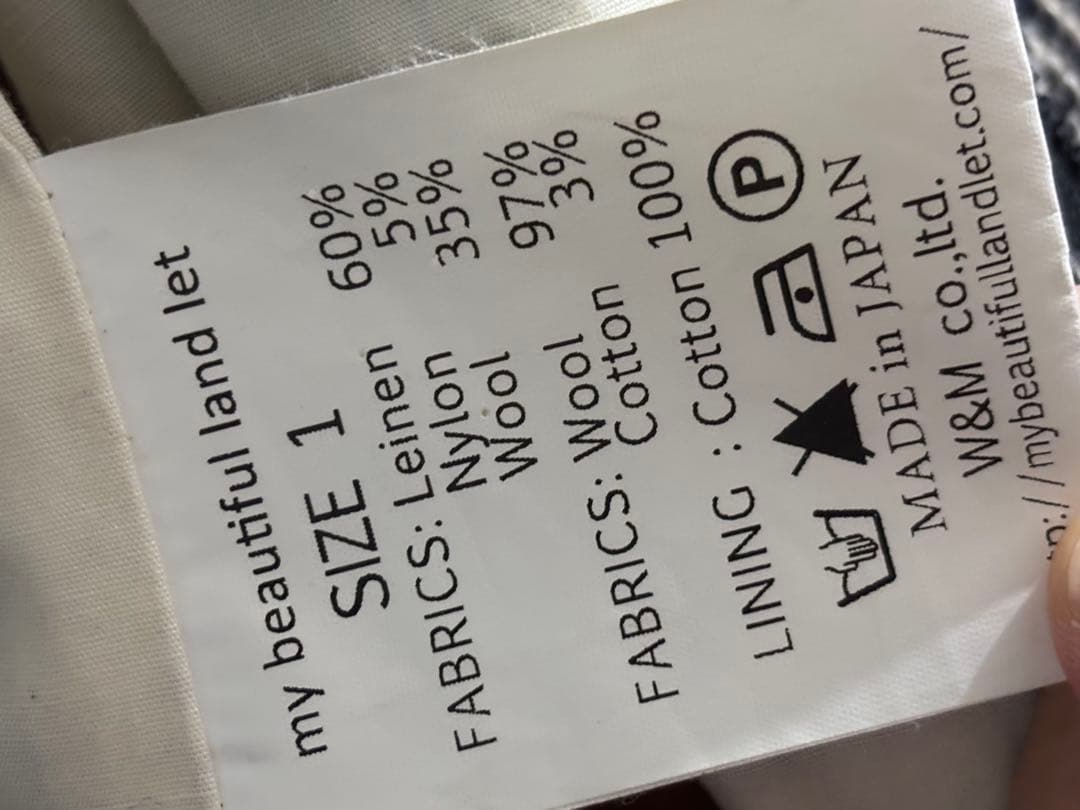 my beautiful land let
SIZE 1
FABRICS: Leinen 60%
Nylon 5%
Wool 35%
FABRICS: Wool 97%
Cotton 3%
LINING : Cotton 100%
P
MADE in JAPAN
W&M co.,ltd.
p://mybeautifullandlet.com/